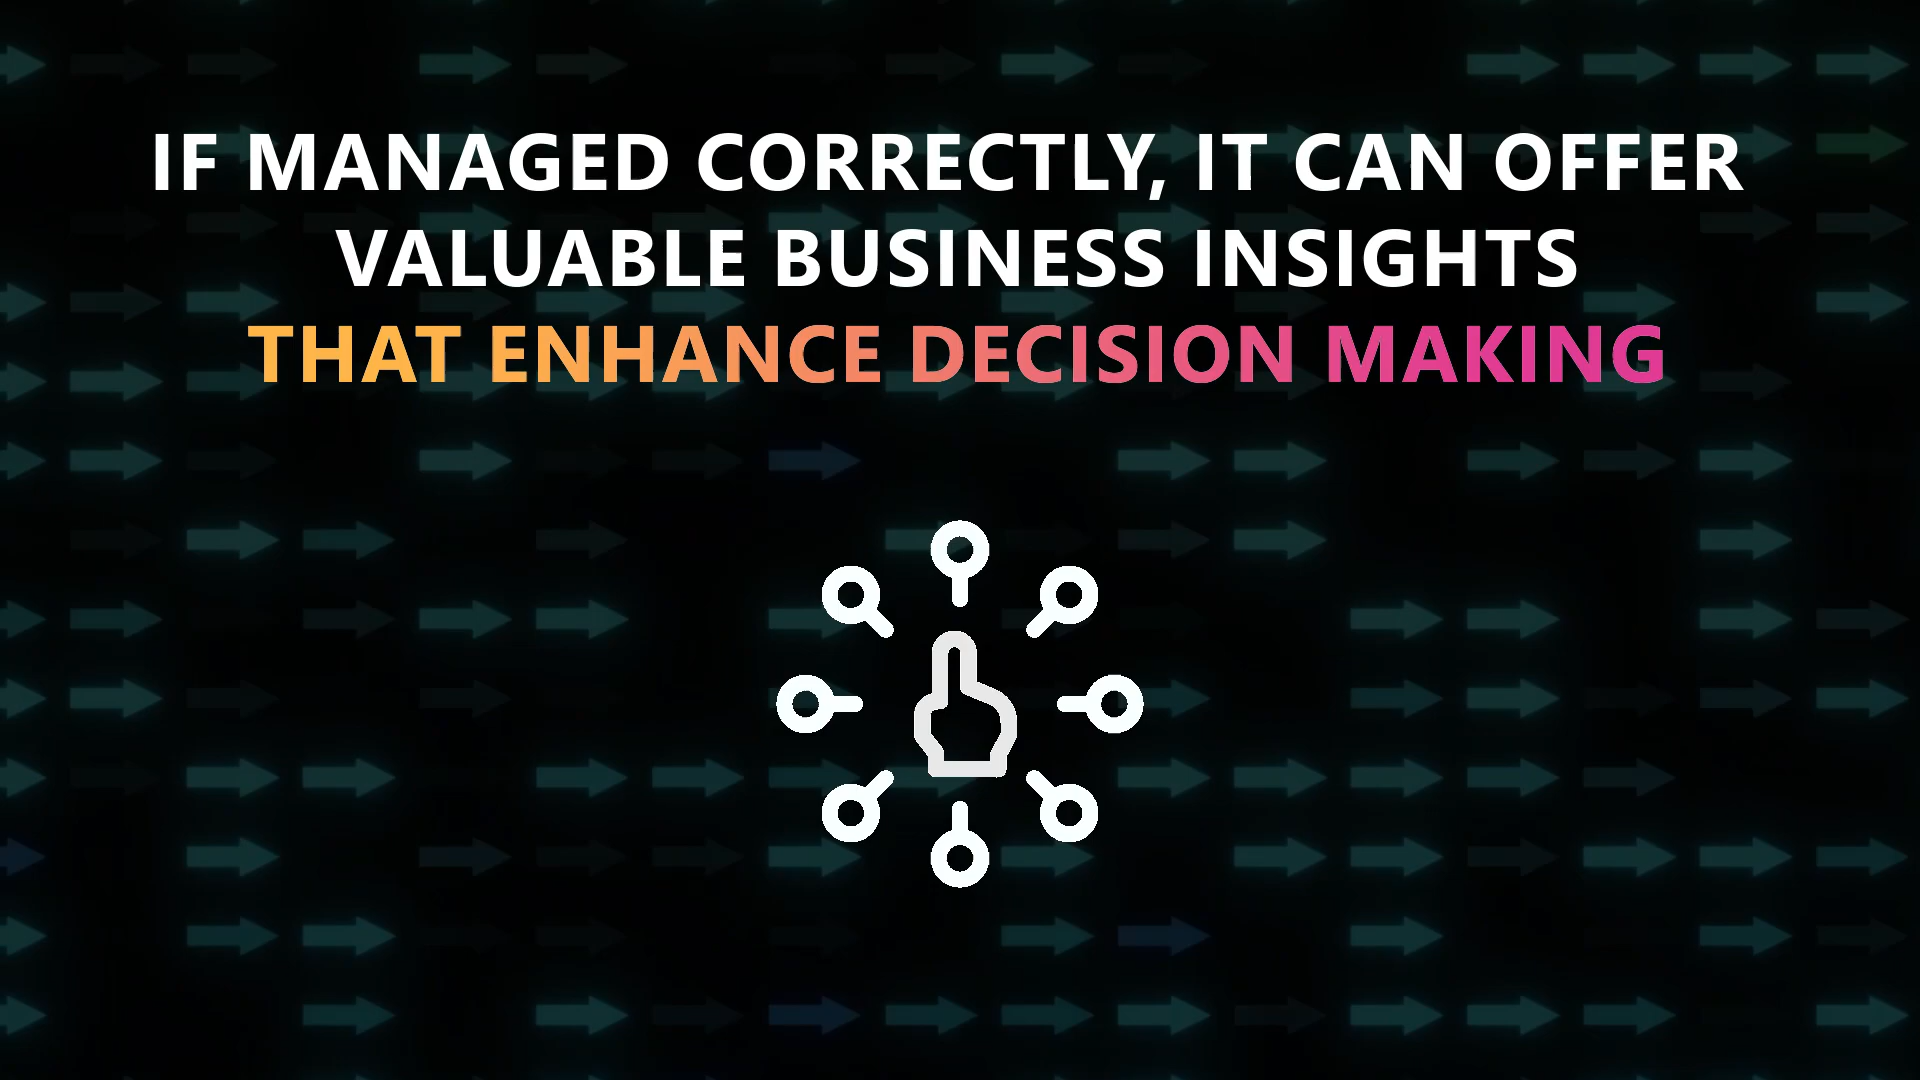 IF MANAGED CORRECTLY, IT CAN OFFER
VALUABLE BUSINESS INSIGHTS
THAT ENHANCE DECISION MAKING